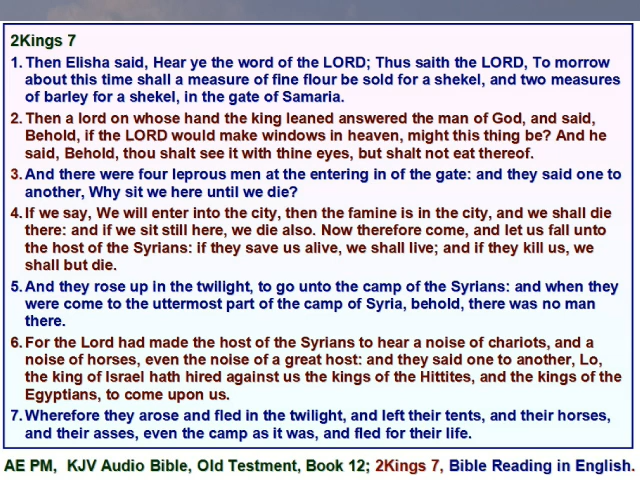 2Kings 7
1. Then Elisha said, Hear ye the word of the LORD; Thus saith the LORD, To morrow
about this time shall a measure of fine flour be sold for a shekel, and two measures
of barley for a shekel, in the gate of Samaria.
2. Then a lord on whose hand the king leaned answered the man of God, and said,
Behold, if the LORD would make windows in heaven, might this thing be? And he
said, Behold, thou shalt see it with thine eyes, but shalt not eat thereof.
3. And there were four leprous men at the entering in of the gate: and they said one to
another, Why sit we here until we die?
4. If we say, We will enter into the city, then the famine is in the city, and we shall die
there: and if we sit still here, we die also. Now therefore come, and let us fall unto
the host of the Syrians: if they save us alive, we shall live; and if they kill us, we
shall but die.
5. And they rose up in the twilight, to go unto the camp of the Syrians: and when they
were come to the uttermost part of the camp of Syria, behold, there was no man
there.
6. For the Lord had made the host of the Syrians to hear a noise of chariots, and a
noise of horses, even the noise of a great host: and they said one to another, Lo,
the king of Israel hath hired against us the kings of the Hittites, and the kings of the
Egyptians, to come upon us.
7. Wherefore they arose and fled in the twilight, and left their tents, and their horses,
and their asses, even the camp as it was, and fled for their life.
AE PM, KJV Audio Bible, Old Testment, Book 12; 2Kings 7, Bible Reading in English.